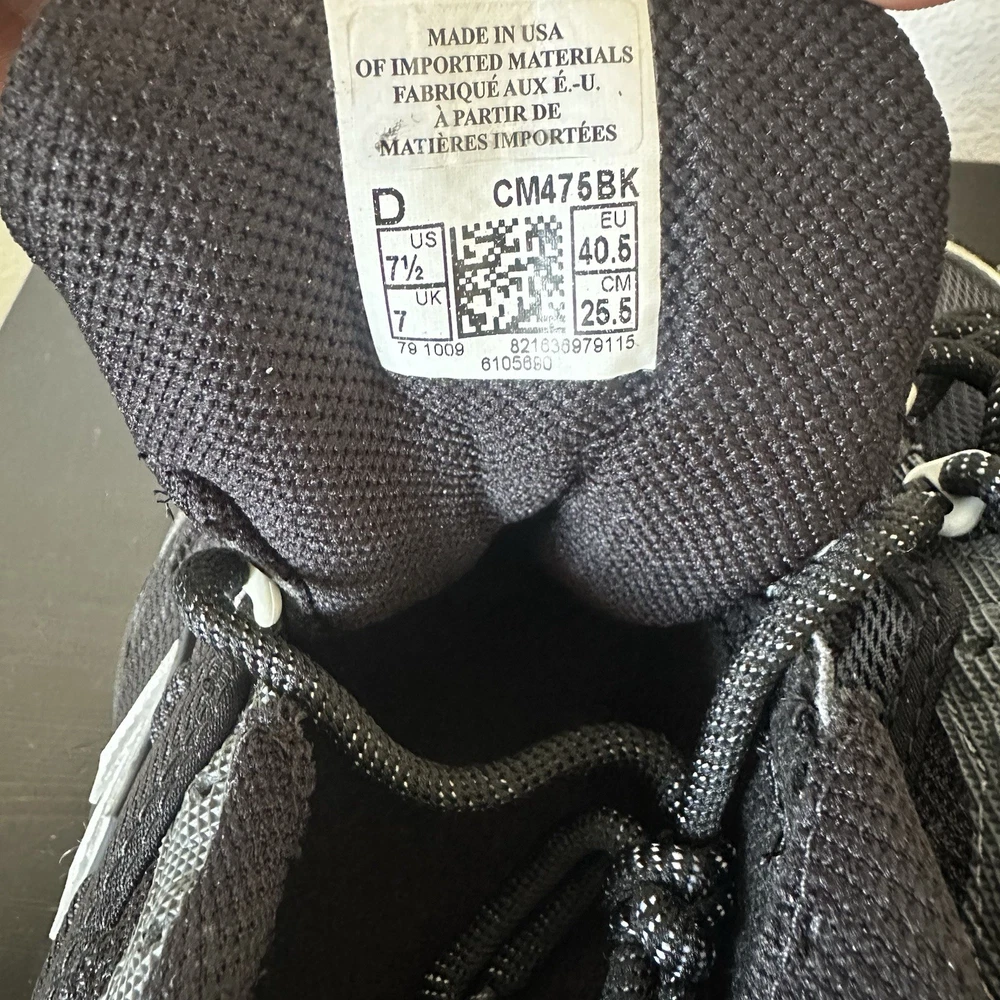 MADE IN USA
OF IMPORTED MATERIALS
FABRIQUÉ AUX É.-U.
À PARTIR DE
MATIÈRES IMPORTÉES
D CM475BK
US 7½
EU 40.5
UK 7
CM 25.5
79 1009 821636979115
6105690